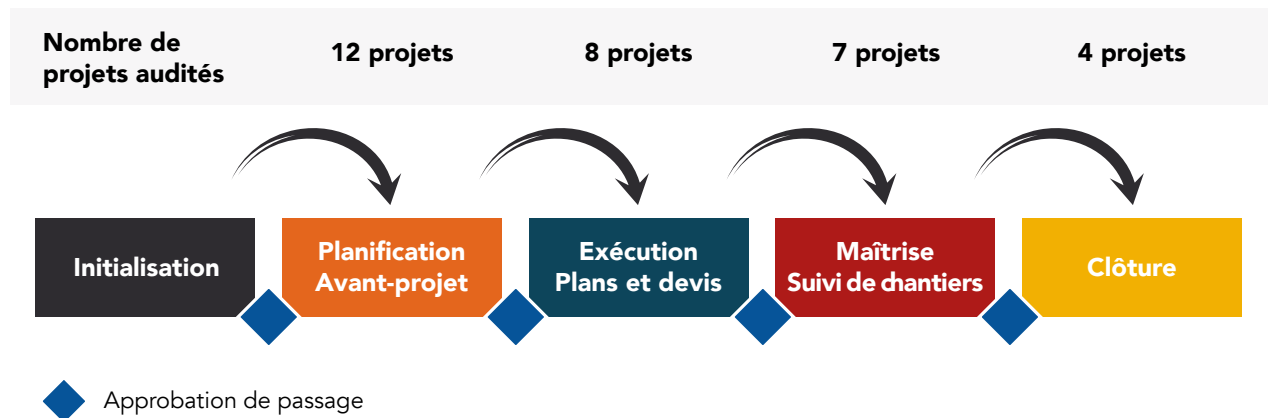 Nombre de
projets audités
12 projets
8 projets
7 projets
4 projets
Initialisation
Planification
Avant-projet
Exécution
Plans et devis
Maîtrise
Suivi de chantiers
Clôture
Approbation de passage